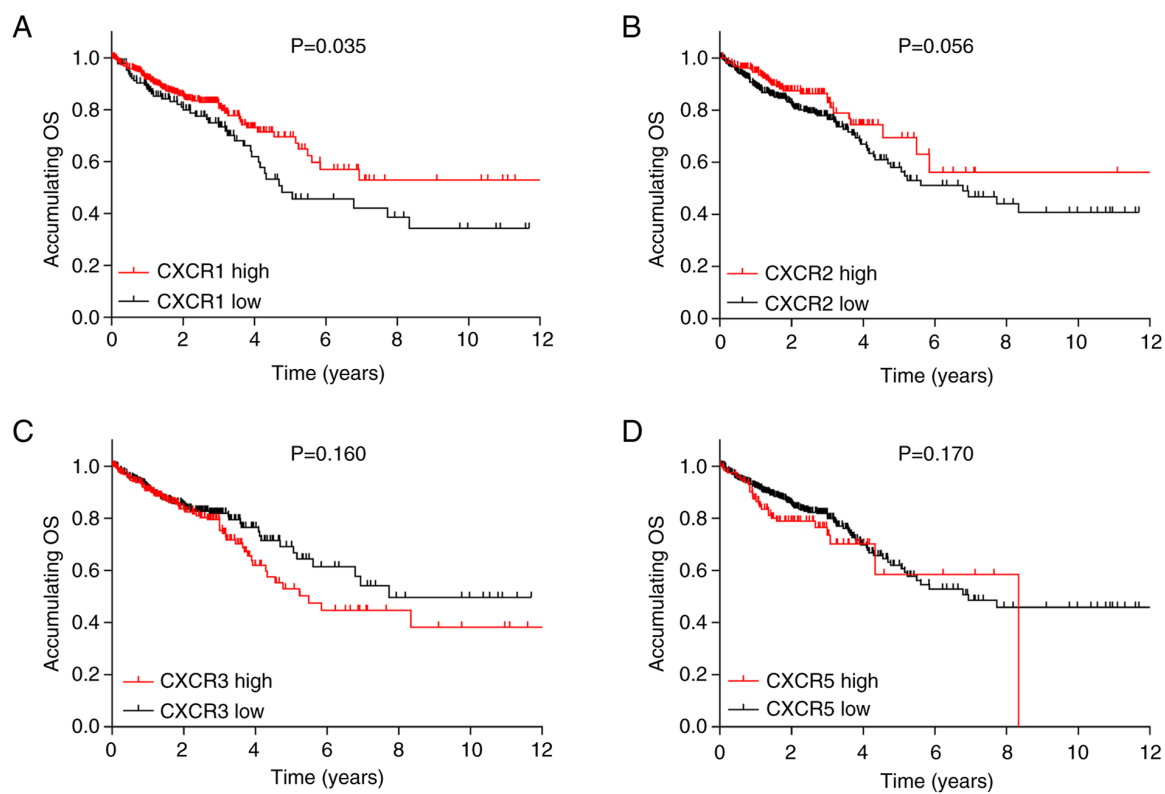 A
P=0.035
1.0
0.8
0.6
0.4
0.2
0.0
Accumulating OS
CXCR1 high
CXCR1 low
0 2 4 6 8 10 12
Time (years)
B
P=0.056
1.0
0.8
0.6
0.4
0.2
0.0
Accumulating OS
CXCR2 high
CXCR2 low
0 2 4 6 8 10 12
Time (years)
C
P=0.160
1.0
0.8
0.6
0.4
0.2
0.0
Accumulating OS
CXCR3 high
CXCR3 low
0 2 4 6 8 10 12
Time (years)
D
P=0.170
1.0
0.8
0.6
0.4
0.2
0.0
Accumulating OS
CXCR5 high
CXCR5 low
0 2 4 6 8 10 12
Time (years)